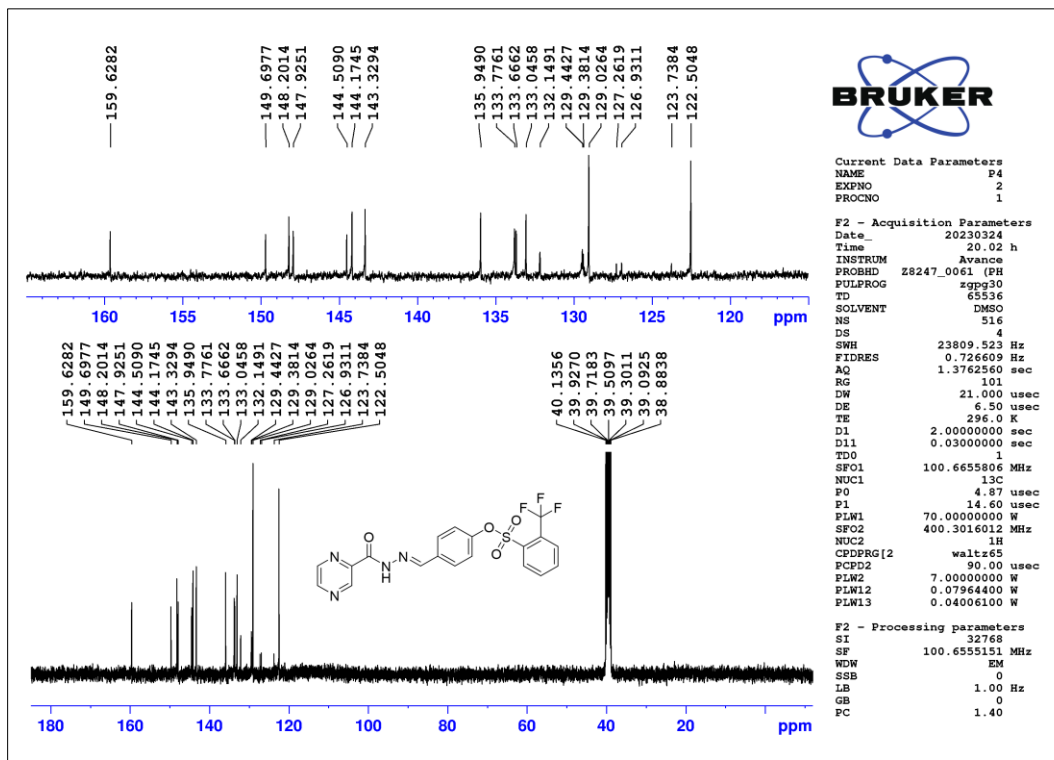 159.6282
149.6977
148.2014
147.9251
144.5090
144.1745
143.3294
135.9490
133.7761
133.6662
133.0458
132.1491
129.4427
129.3814
129.0264
127.2619
126.9311
123.7384
122.5048
160 155 150 145 140 135 130 125 120 ppm
159.6282
149.6977
148.2014
147.9251
144.5090
144.1745
143.3294
135.9490
133.7761
133.6662
133.0458
132.1491
129.4427
129.3814
129.0264
127.2619
126.9311
123.7384
122.5048
40.1356
39.9270
39.7183
39.5097
39.3011
39.0925
38.8838
F
F F
O O
S
O
O
N N
NH
N
180 160 140 120 100 80 60 40 20 ppm
BRUKER
Current Data Parameters
NAME P4
EXPNO 2
PROCNO 1
F2 - Acquisition Parameters
Date_ 20230324
Time 20.02 h
INSTRUM Avance
PROBHD Z8247_0061 (PH
PULPROG zgpg30
TD 65536
SOLVENT DMSO
NS 516
DS 4
SWH 23809.523 Hz
FIDRES 0.726609 Hz
AQ 1.3762560 sec
RG 101
DW 21.000 usec
DE 6.50 usec
TE 296.0 K
D1 2.00000000 sec
D11 0.03000000 sec
TD0 1
SFO1 100.6655806 MHz
NUC1 13C
P0 4.87 usec
P1 14.60 usec
PLW1 70.00000000 W
SFO2 400.3016012 MHz
NUC2 1H
CPDPRG[2 waltz65
PCPD2 90.00 usec
PLW2 7.00000000 W
PLW12 0.07964400 W
PLW13 0.04006100 W
F2 - Processing parameters
SI 32768
SF 100.6555151 MHz
WDW EM
SSB 0
LB 1.00 Hz
GB 0
PC 1.40